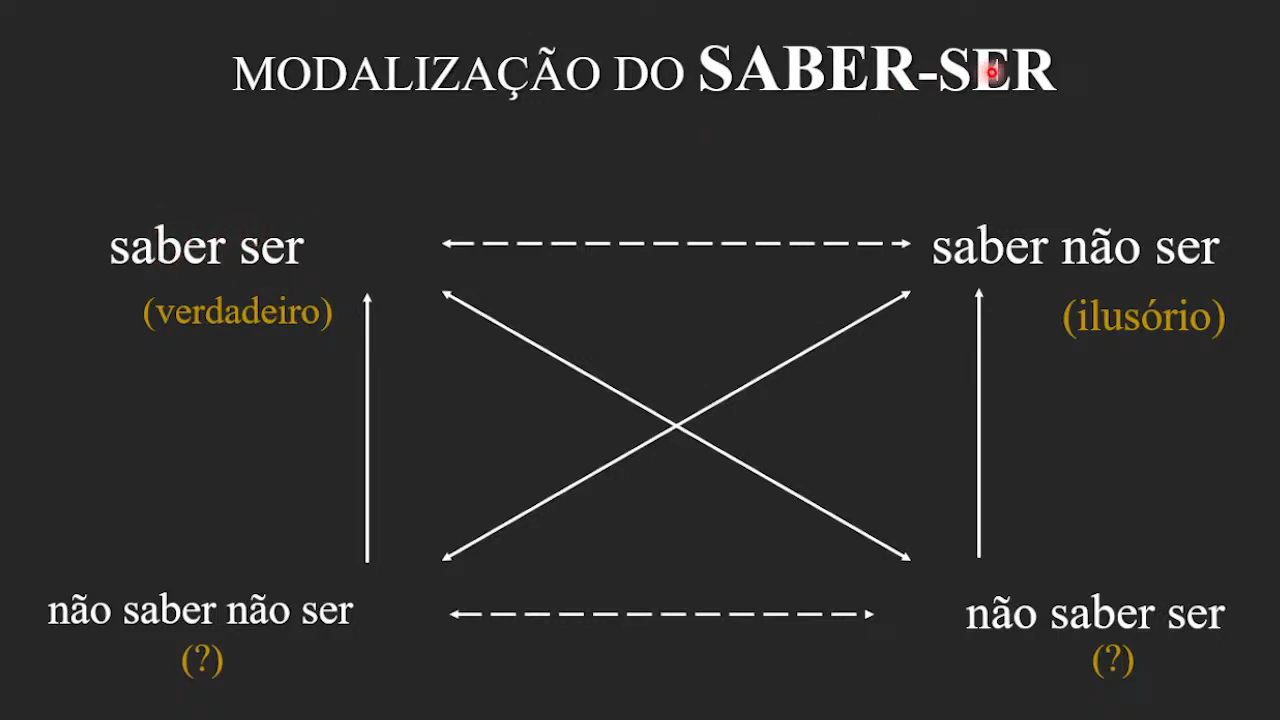 MODALIZAÇÃO DO SABER-SER
saber ser
saber não ser
(verdadeiro)
(ilusório)
não saber não ser
não saber ser
(?)
(?)